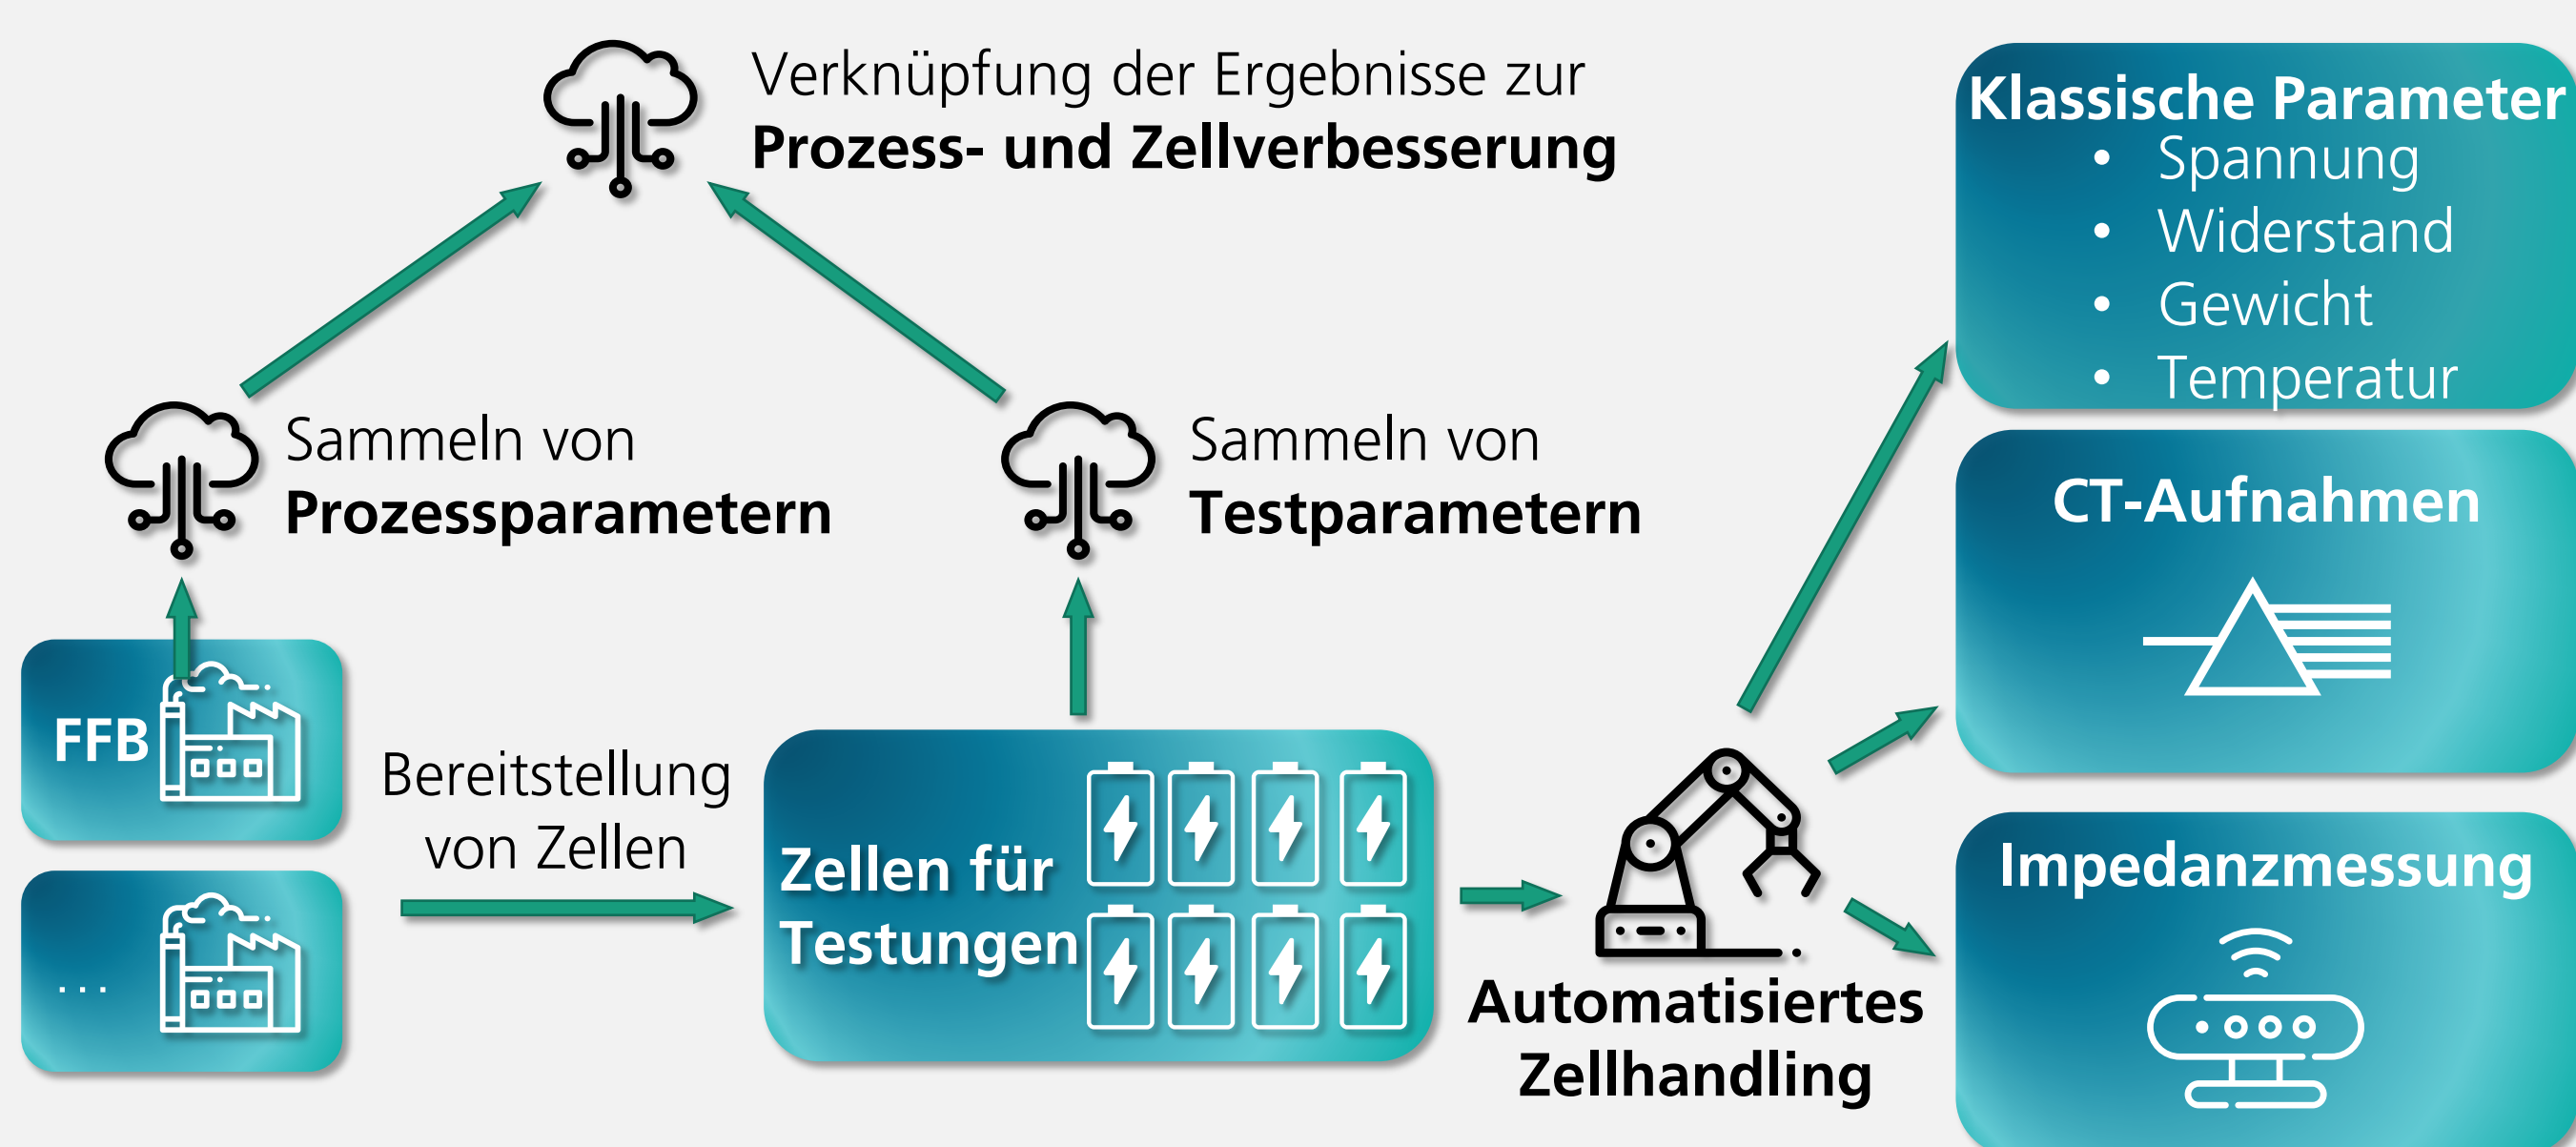 Verknüpfung der Ergebnisse zur
Prozess- und Zellverbesserung
Sammeln von
Prozessparametern
Sammeln von
Testparametern
FFB
...
Bereitstellung
von Zellen
Zellen für
Testungen
Automatisiertes
Zellhandling
Klassische Parameter
• Spannung
• Widerstand
• Gewicht
• Temperatur
CT-Aufnahmen
Impedanzmessung